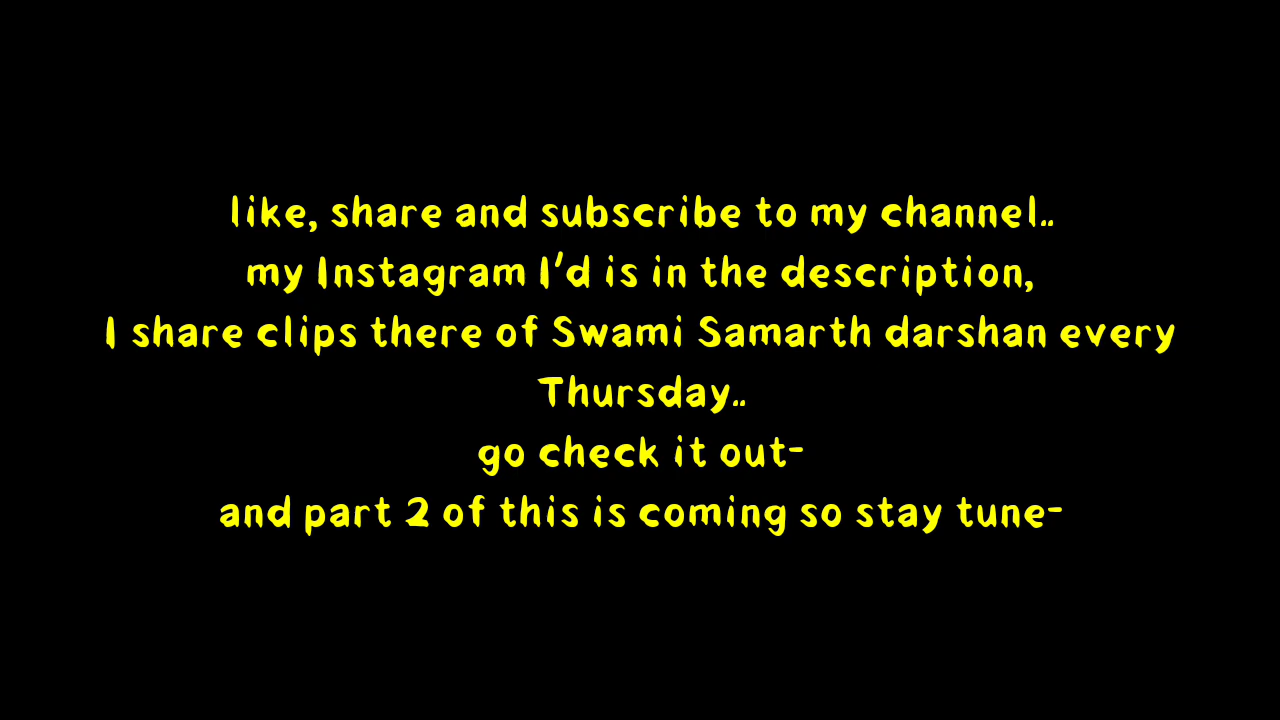 like, share and subscribe to my channel..
my Instagram I'd is in the description,
I share clips there of Swami Samarth darshan every
Thursday..
go check it out-
and part 2 of this is coming so stay tune-